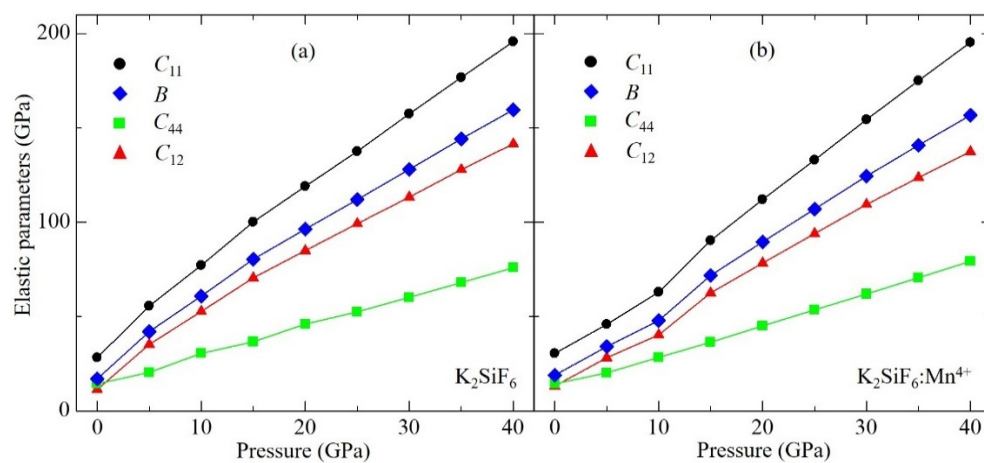 Elastic parameters (GPa)
200
100
0
(a)
C₁₁
B
C₄₄
C₁₂
K₂SiF₆
0 10 20 30 40
Pressure (GPa)
(b)
C₁₁
B
C₄₄
C₁₂
K₂SiF₆:Mn⁴⁺
0 10 20 30 40
Pressure (GPa)